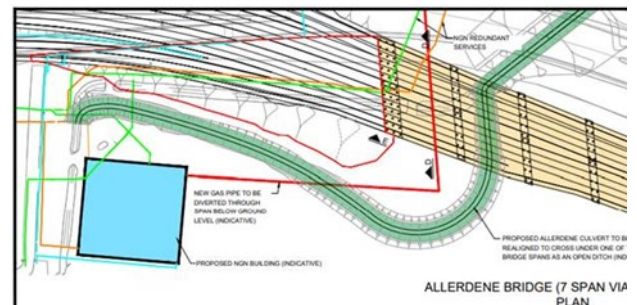 NGN REDUNDANT
SERVICES
NEW GAS PIPE TO BE
DIVERTED THROUGH
SPAN BELOW GROUND
LEVEL (INDICATIVE)
PROPOSED NGN BUILDING (INDICATIVE)
PROPOSED ALLERDENE CULVERT TO B
REALIGNED TO CROSS UNDER ONE OF
BRIDGE SPANS AS AN OPEN DITCH (IND
ALLERDENE BRIDGE (7 SPAN VIA
PLAN